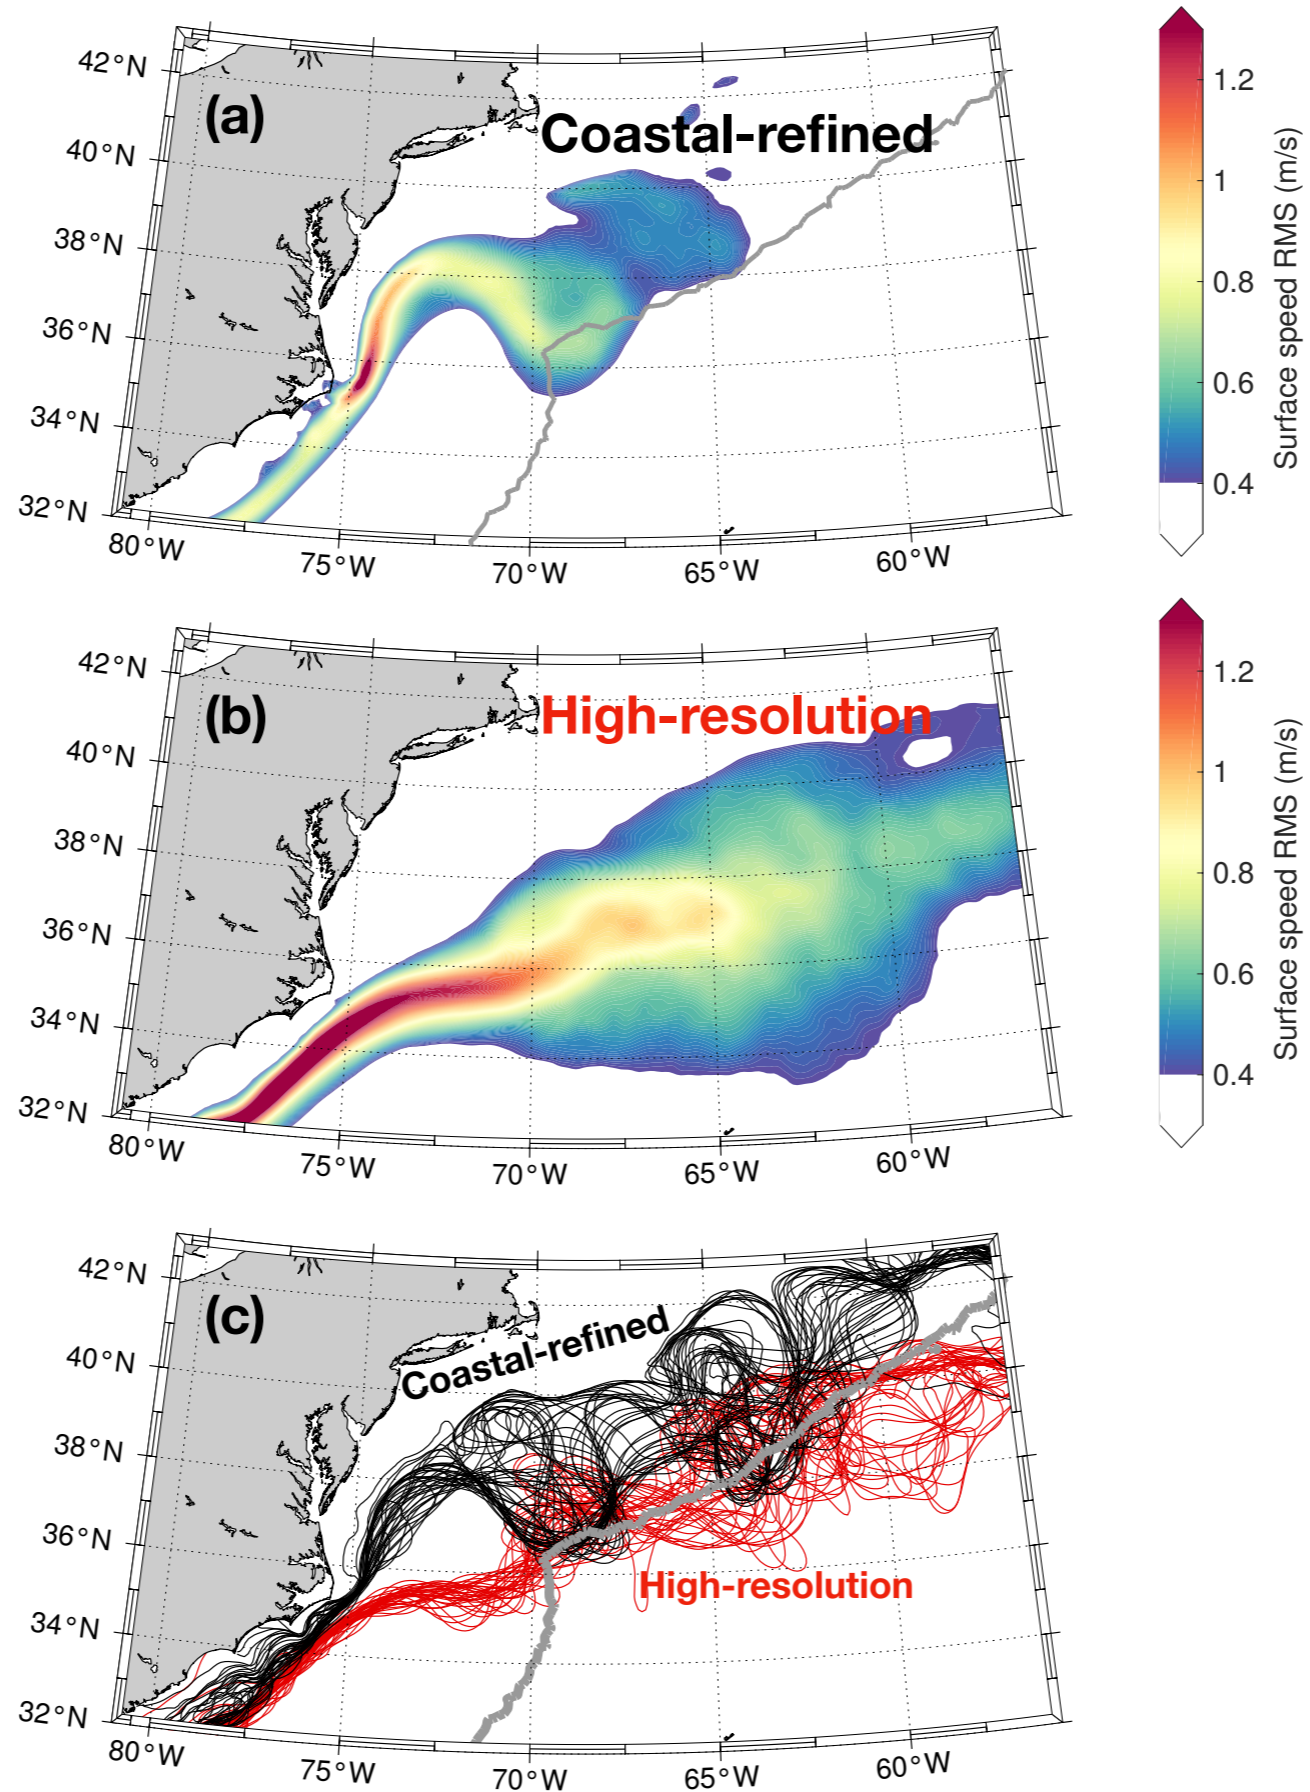 (a)
Coastal-refined
42°N
40°N
38°N
36°N
34°N
32°N
80°W
75°W
70°W
65°W
60°W
1.2
1
0.8
0.6
0.4
Surface speed RMS (m/s)
(b)
High-resolution
42°N
40°N
38°N
36°N
34°N
32°N
80°W
75°W
70°W
65°W
60°W
1.2
1
0.8
0.6
0.4
Surface speed RMS (m/s)
(c)
Coastal-refined
High-resolution
42°N
40°N
38°N
36°N
34°N
32°N
80°W
75°W
70°W
65°W
60°W